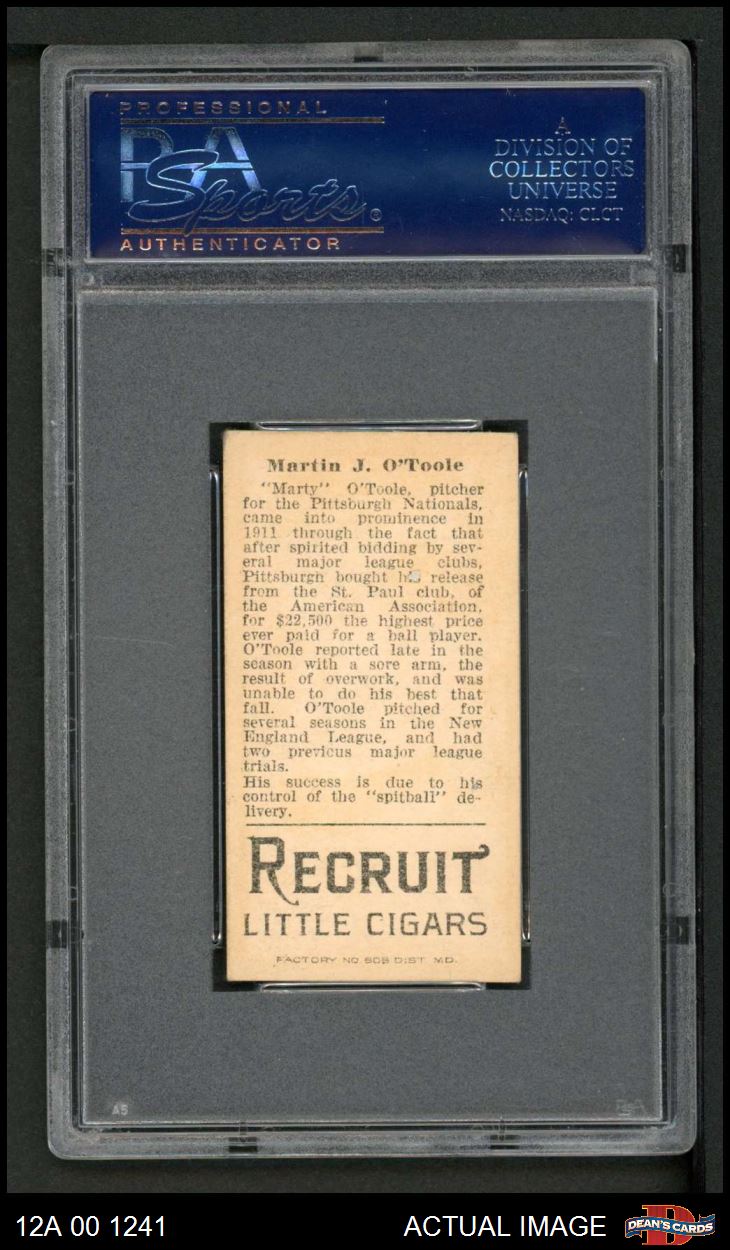 PROFESSIONAL
PSA
Sports®
AUTHENTICATOR
A
DIVISION OF
COLLECTORS
UNIVERSE
NASDAQ: CLCT
Martin J. O'Toole
"Marty" O'Toole, pitcher
for the Pittsburgh Nationals,
came into prominence in
1911 through the fact that
after spirited bidding by sev-
eral major league clubs,
Pittsburgh bought his release
from the St. Paul club, of
the American Association,
for $22,500 the highest price
ever paid for a ball player.
O'Toole reported late in the
season with a sore arm, the
result of overwork, and was
unable to do his best that
fall. O'Toole pitched for
several seasons in the New
England League, and had
two previous major league
trials.
His success is due to his
control of the "spitball" de-
livery.
RECRUIT
LITTLE CIGARS
FACTORY NO. 606 DIST. MD.
A5
PSA
12A 00 1241
ACTUAL IMAGE
DEAN'S CARDS